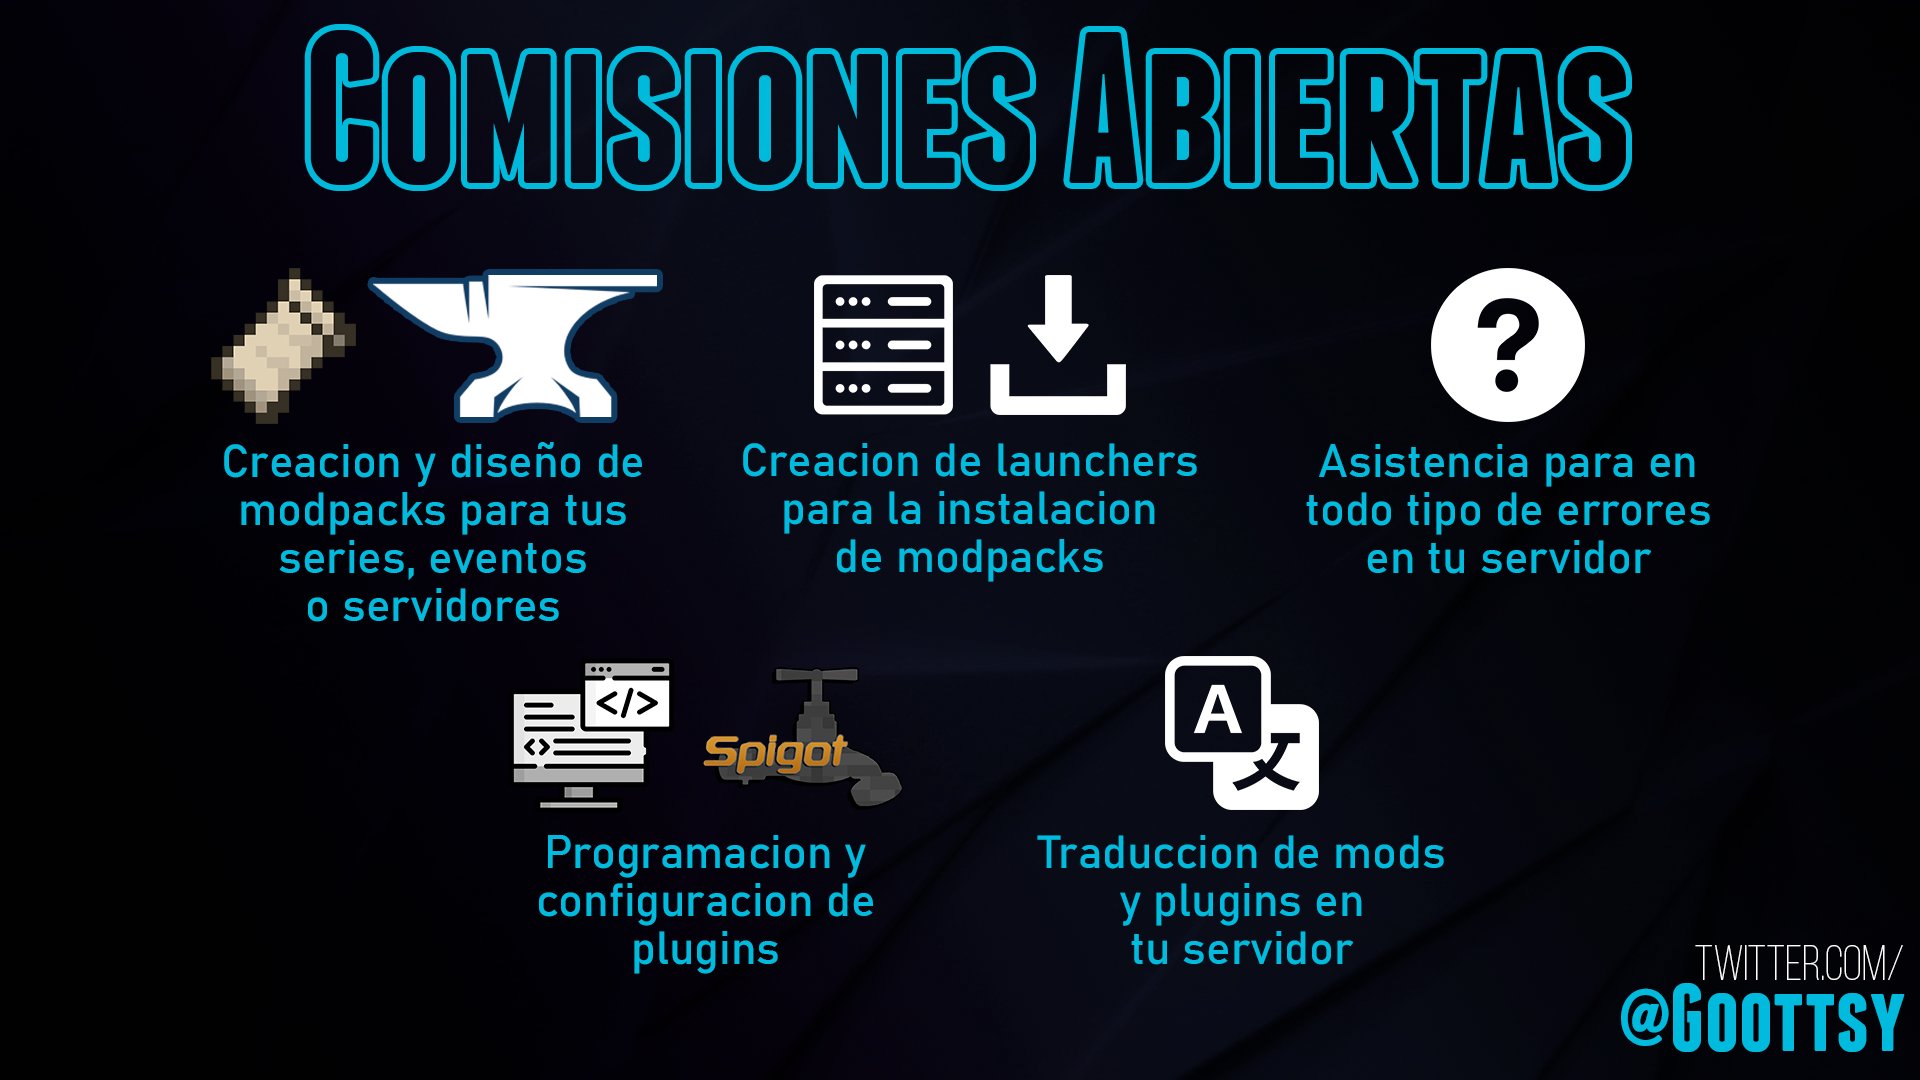 COMISIONES ABIERTAS
Creacion y diseño de
modpacks para tus
series, eventos
o servidores
Creacion de launchers
para la instalacion
de modpacks
Asistencia para en
todo tipo de errores
en tu servidor
</>
<>
Spigot
Programacion y
configuracion de
plugins
A
文
Traduccion de mods
y plugins en
tu servidor
TWITTER.COM/
@GOOTTSY